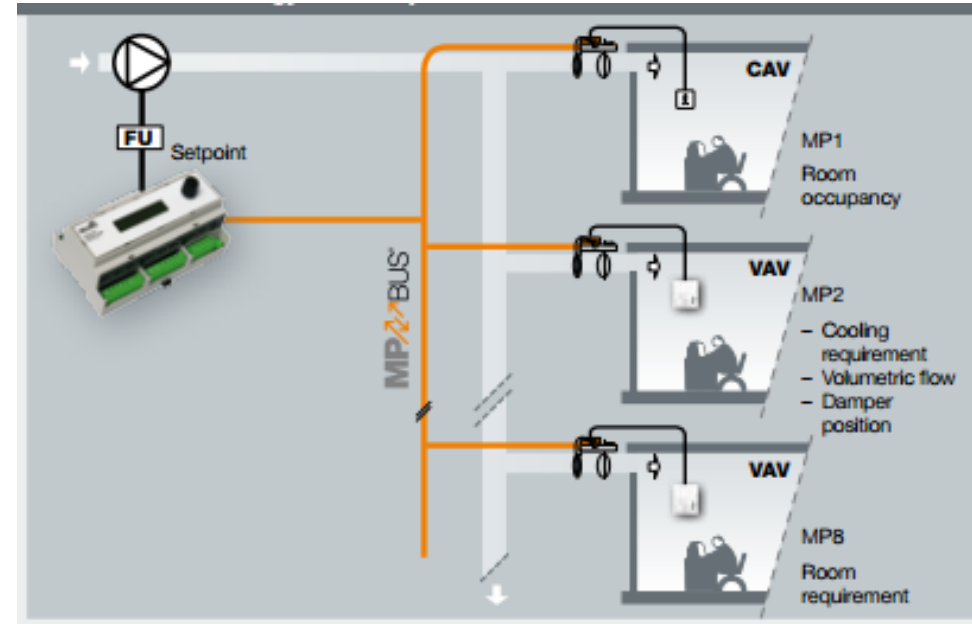 FU
Setpoint
MP BUS
CAV
1
MP1
Room
occupancy
VAV
MP2
– Cooling
requirement
– Volumetric flow
– Damper
position
VAV
MP8
Room
requirement